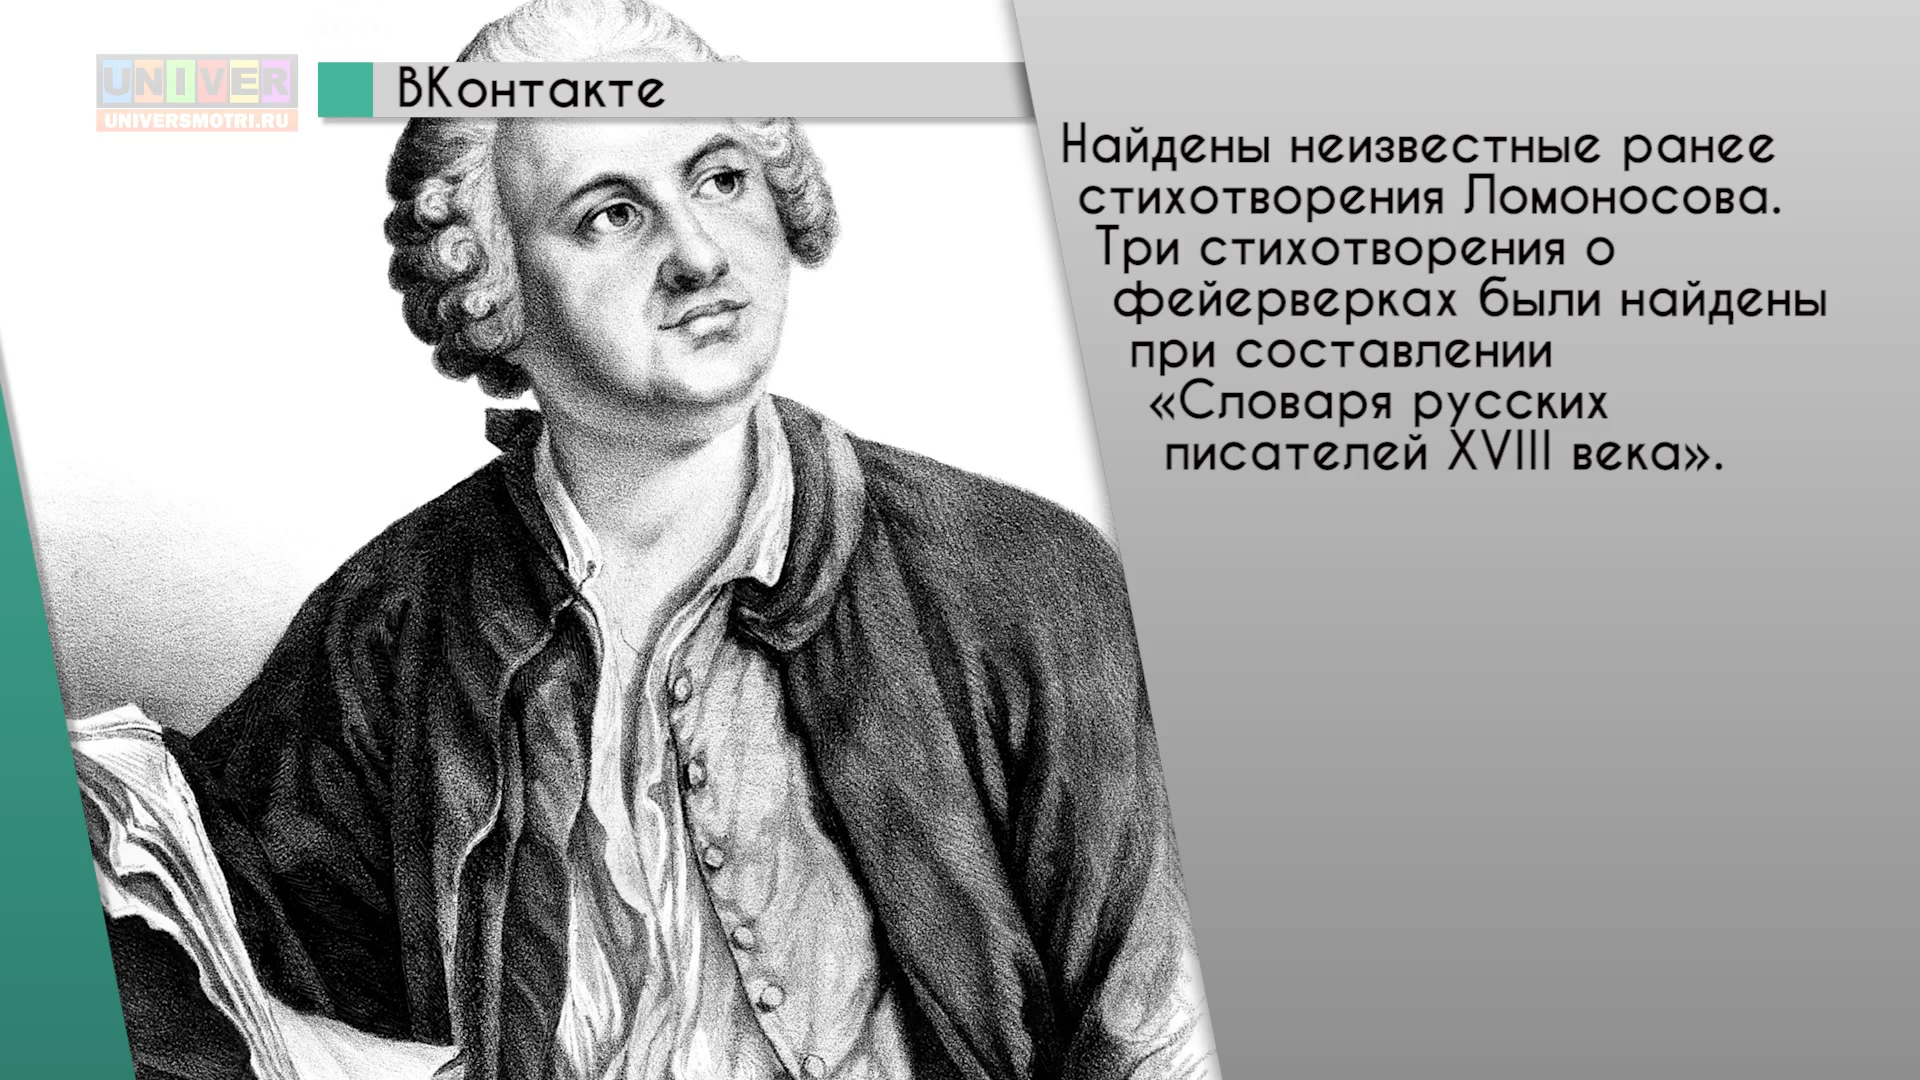 UNIVER
UNIVERSMOTRI.RU
ВКонтакте
Найдены неизвестные ранее
стихотворения Ломоносова.
Три стихотворения о
фейерверках были найдены
при составлении
«Словаря русских
писателей XVIII века».